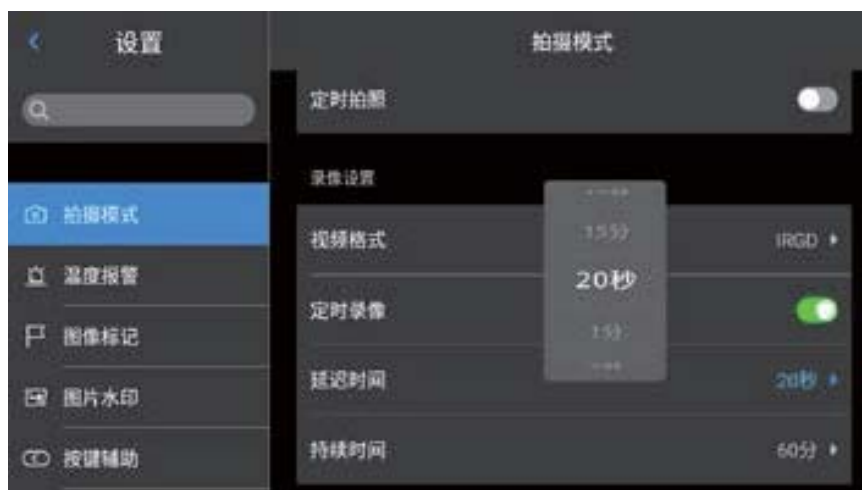 设置
拍摄模式
定时拍照
录像设置
拍摄模式
视频格式
IRGD
温度报警
20秒
定时录像
图像标记
图片水印
延迟时间
20秒
按键辅助
持续时间
60分